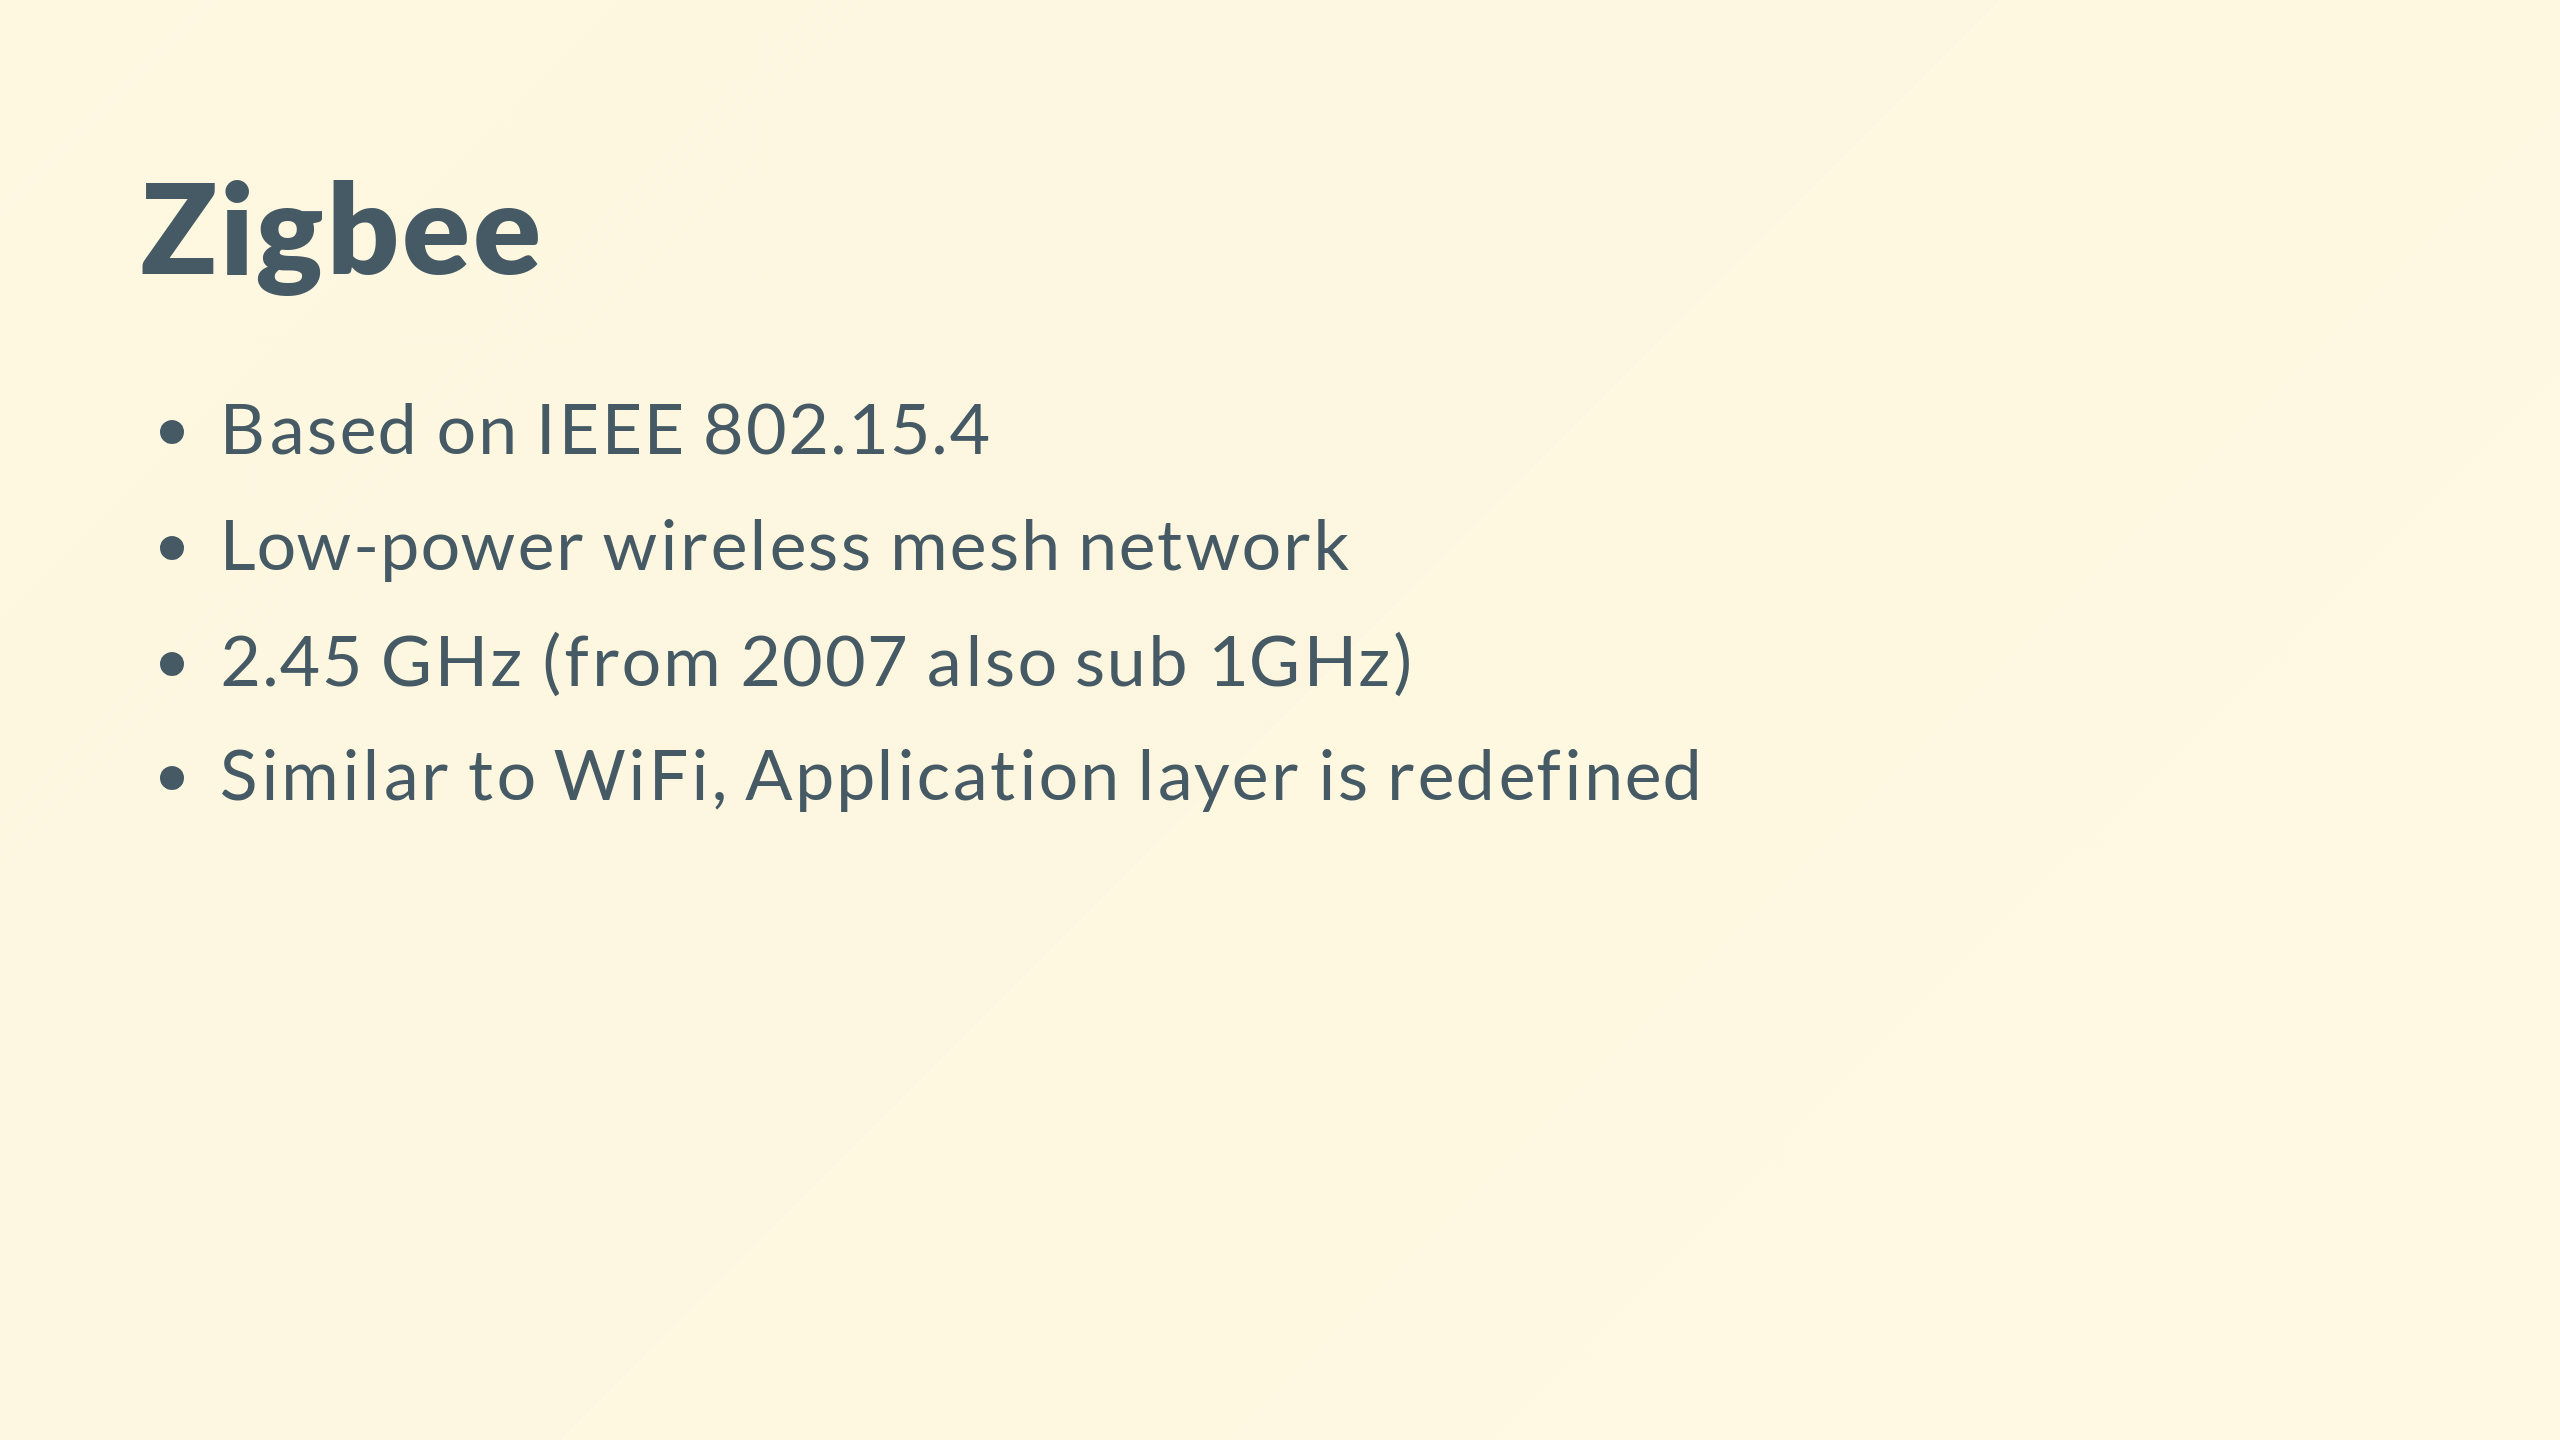 Zigbee
• Based on IEEE 802.15.4
• Low-power wireless mesh network
• 2.45 GHz (from 2007 also sub 1GHz)
• Similar to WiFi, Application layer is redefined